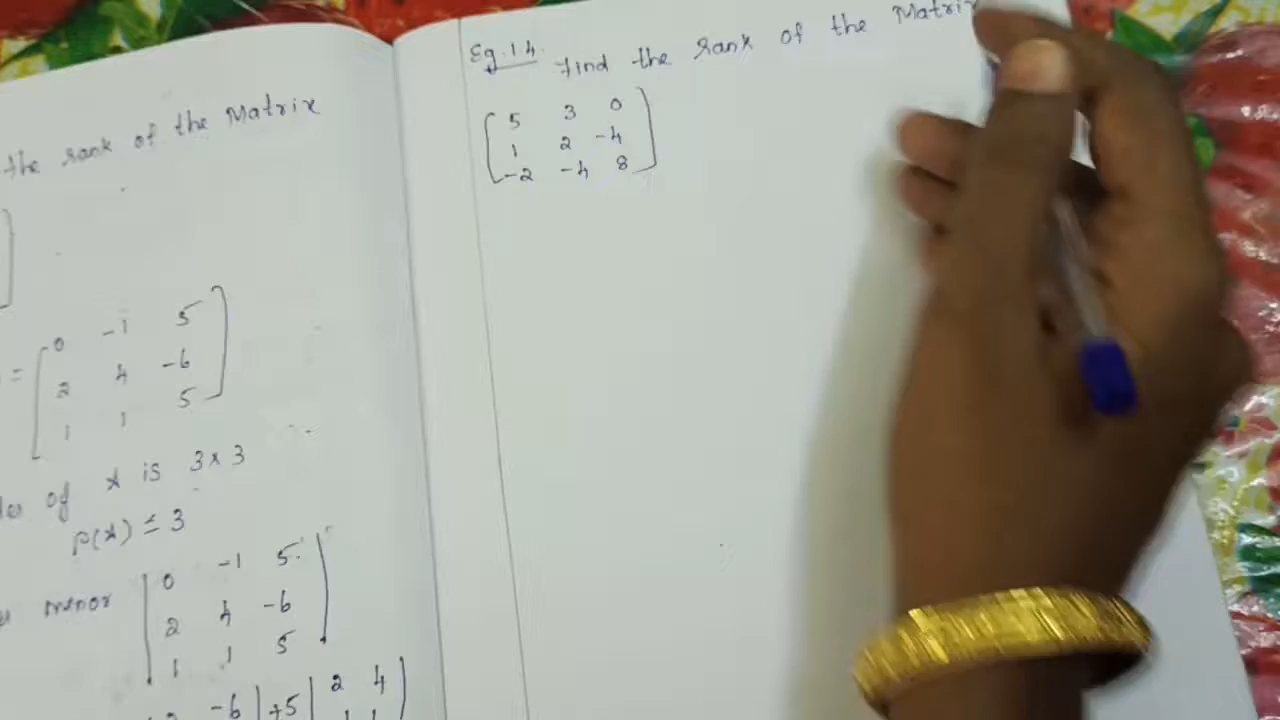 the rank of the Matrix
= [ 0 -1 5
2 4 -6
1 1 5 ]
of A is 3×3
P(A) ≤ 3
minor | 0 -1 5
2 4 -6
1 1 5 |
-6 | +5 | 2 4
Eg.1.4. Find the rank of the Matrix
[ 5 3 0
1 2 -4
-2 -4 8 ]